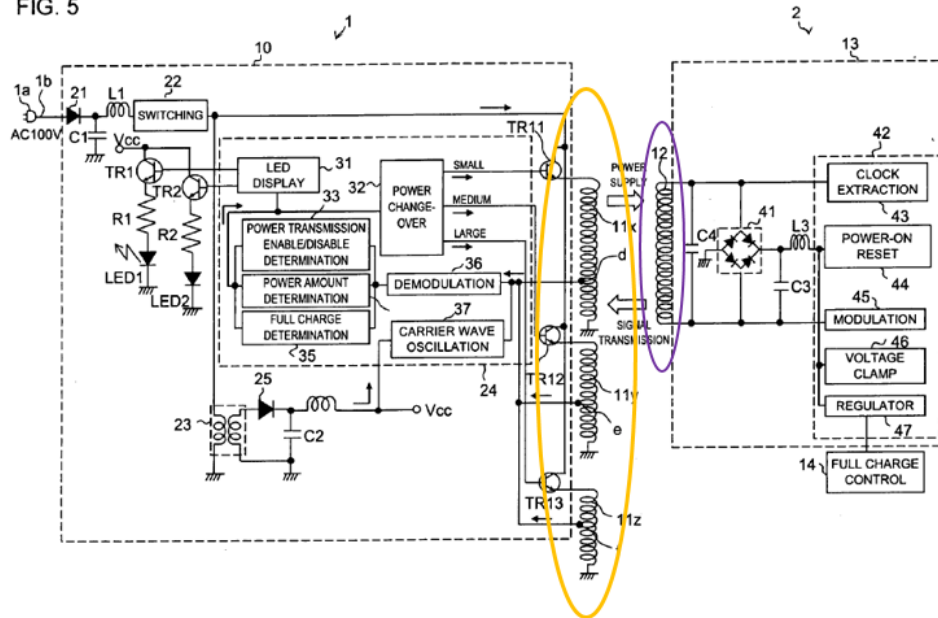 FIG. 5
1
2
10
13
1a
1b
21
L1
22
SWITCHING
AC100V
C1
Vcc
TR1
TR2
R1
R2
LED1
LED2
31
LED
DISPLAY
32
POWER
CHANGE-
OVER
SMALL
MEDIUM
LARGE
33
POWER TRANSMISSION
ENABLE/DISABLE
DETERMINATION
POWER AMOUNT
DETERMINATION
FULL CHARGE
DETERMINATION
35
36
DEMODULATION
37
CARRIER WAVE
OSCILLATION
24
23
25
C2
Vcc
TR11
TR12
TR13
11x
d
11y
e
11z
POWER
SUPPLY
SIGNAL
TRANSMISSION
12
C4
41
L3
C3
42
CLOCK
EXTRACTION
43
POWER-ON
RESET
44
45
MODULATION
46
VOLTAGE
CLAMP
REGULATOR
47
14
FULL CHARGE
CONTROL